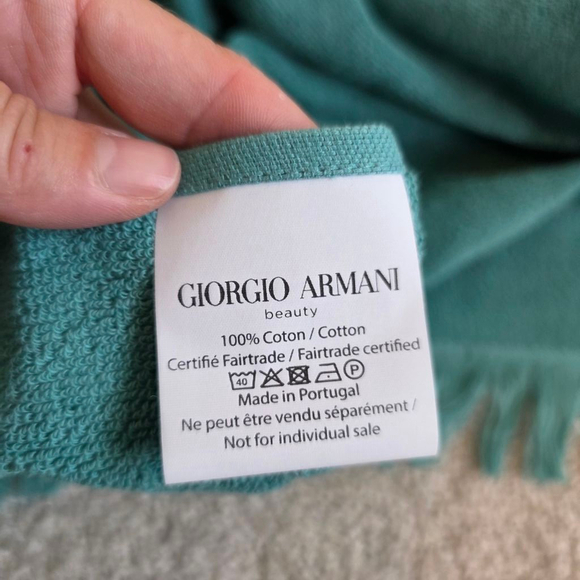 GIORGIO ARMANI
beauty
100% Coton / Cotton
Certifié Fairtrade / Fairtrade certified
40 P
Made in Portugal
Ne peut être vendu séparément /
Not for individual sale